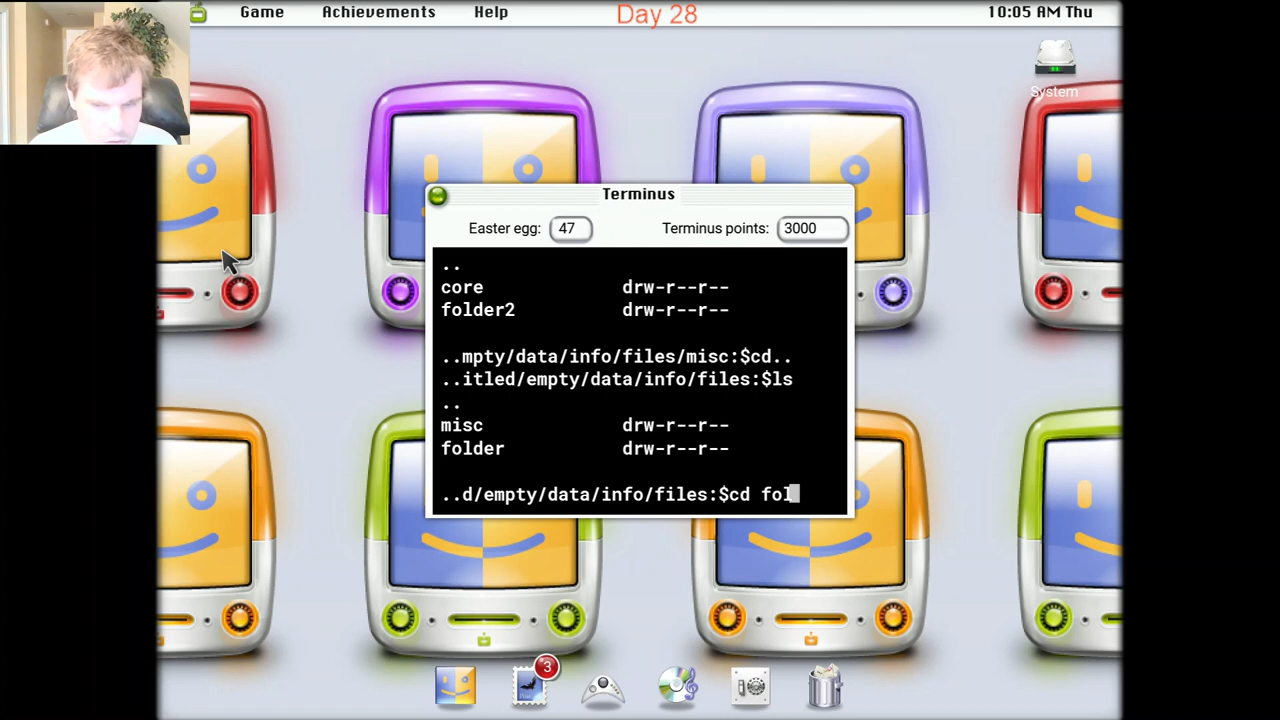 Game Achievements Help Day 28 10:05 AM Thu
System
Terminus
Easter egg: 47 Terminus points: 3000
..
core drw-r--r--
folder2 drw-r--r--
..mpty/data/info/files/misc:$cd..
..itled/empty/data/info/files:$ls
..
misc drw-r--r--
folder drw-r--r--
..d/empty/data/info/files:$cd fol
3